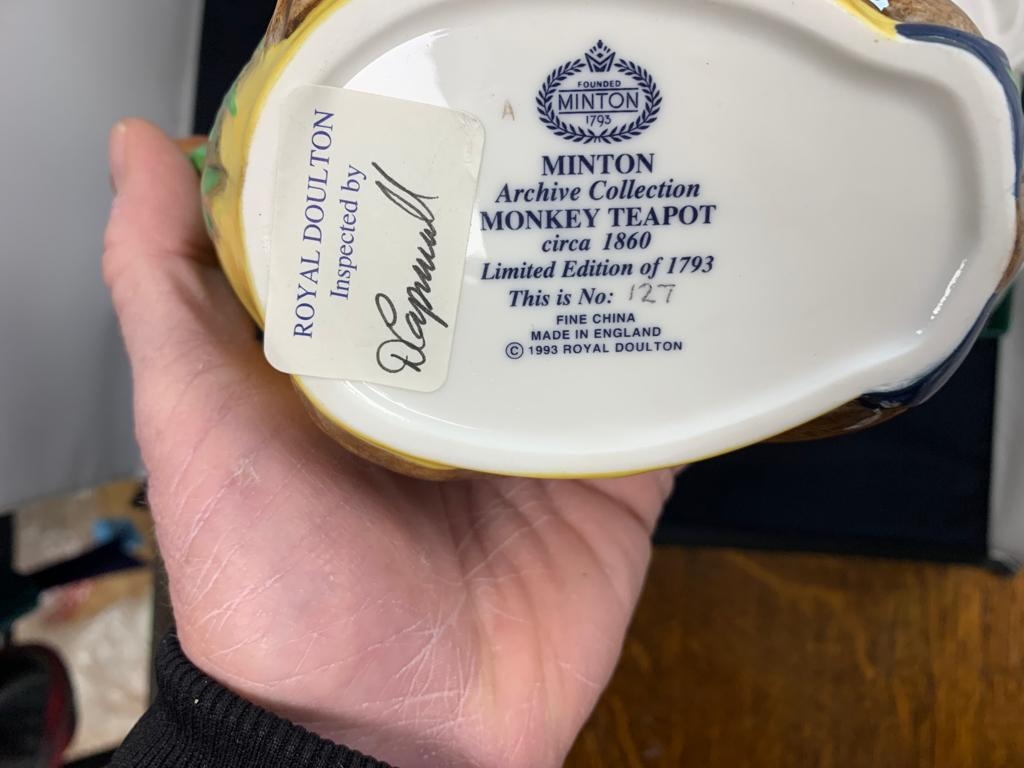 FOUNDED
MINTON
1793
MINTON
Archive Collection
MONKEY TEAPOT
circa 1860
Limited Edition of 1793
This is No: 127
FINE CHINA
MADE IN ENGLAND
© 1993 ROYAL DOULTON
ROYAL DOULTON
Inspected by
A